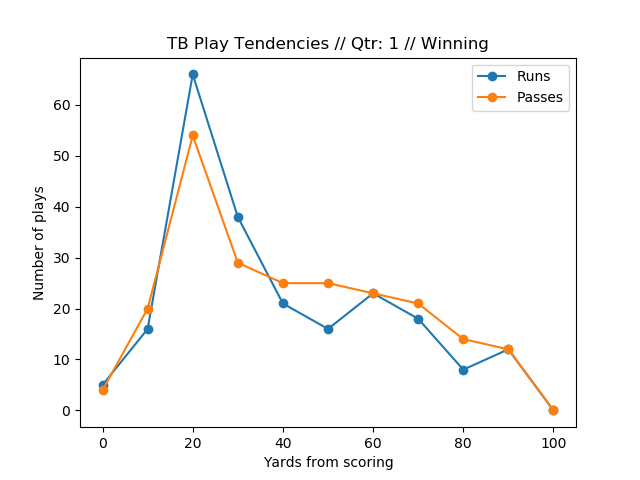 TB Play Tendencies // Qtr: 1 // Winning
Runs
Passes
Number of plays
60
50
40
30
20
10
0
0 20 40 60 80 100
Yards from scoring